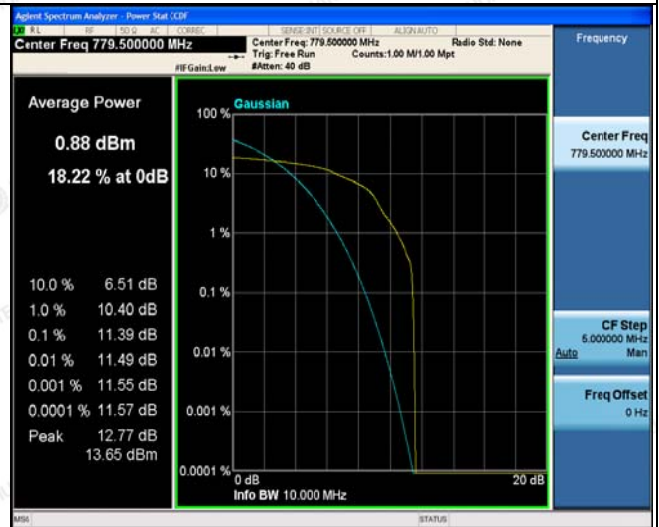 Agilent Spectrum Analyzer - Power Stat CCDF
RL RF 50 Ω AC CORREC SENSE:INT SOURCE OFF ALIGN AUTO
Center Freq 779.500000 MHz
Center Freq: 779.500000 MHz Radio Std: None
Trig: Free Run Counts:1.00 M/1.00 Mpt
#IFGain:Low #Atten: 40 dB
Frequency
Average Power
0.88 dBm
18.22 % at 0dB
10.0 % 6.51 dB
1.0 % 10.40 dB
0.1 % 11.39 dB
0.01 % 11.49 dB
0.001 % 11.55 dB
0.0001 % 11.57 dB
Peak 12.77 dB
13.65 dBm
Gaussian
100 %
10 %
1 %
0.1 %
0.01 %
0.001 %
0.0001 %
0 dB 20 dB
Info BW 10.000 MHz
Center Freq
779.500000 MHz
CF Step
5.000000 MHz
Auto Man
Freq Offset
0 Hz
MSG STATUS